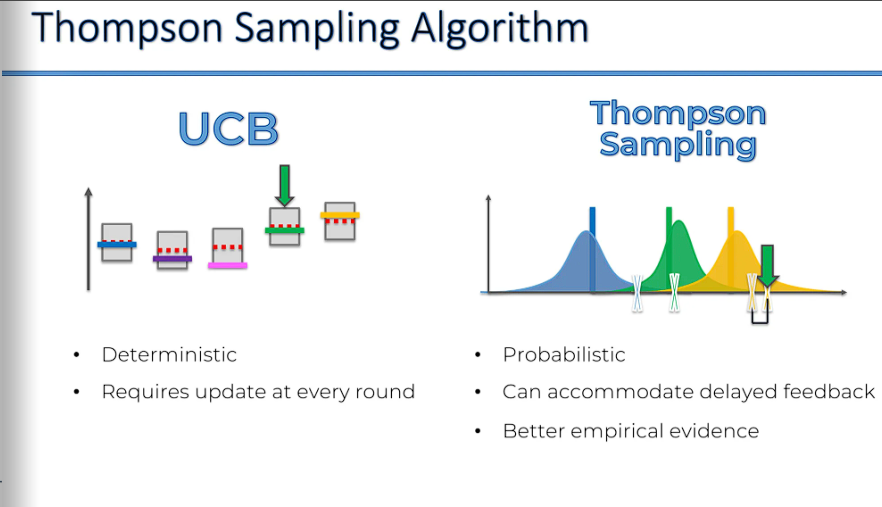 Thompson Sampling Algorithm
UCB
• Deterministic
• Requires update at every round
Thompson
Sampling
• Probabilistic
• Can accommodate delayed feedback
• Better empirical evidence